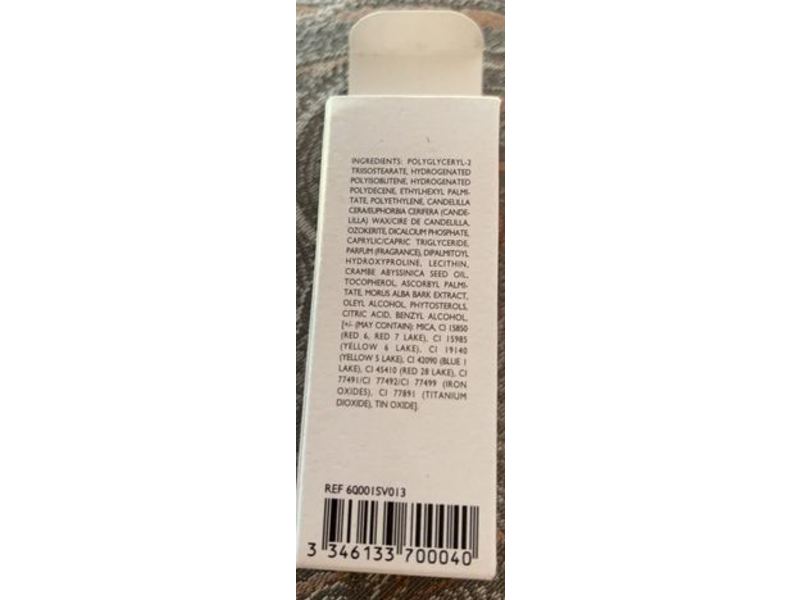 INGREDIENTS: POLYGLYCERYL-2
TRIISOSTEARATE, HYDROGENATED
POLYISOBUTENE, HYDROGENATED
POLYDECENE, ETHYLHEXYL PALMI-
TATE, POLYETHYLENE, CANDELILLA
CERA/EUPHORBIA CERIFERA (CANDE-
LILLA) WAX/CIRE DE CANDELILLA,
OZOKERITE, DICALCIUM PHOSPHATE,
CAPRYLIC/CAPRIC TRIGLYCERIDE,
PARFUM (FRAGRANCE), DIPALMITOYL
HYDROXYPROLINE, LECITHIN,
CRAMBE ABYSSINICA SEED OIL,
TOCOPHEROL, ASCORBYL PALMI-
TATE, MORUS ALBA BARK EXTRACT,
OLEYL ALCOHOL, PHYTOSTEROLS,
CITRIC ACID, BENZYL ALCOHOL,
[+/- (MAY CONTAIN): MICA, CI 15850
(RED 6, RED 7 LAKE), CI 15985
(YELLOW 6 LAKE), CI 19140
(YELLOW 5 LAKE), CI 42090 (BLUE 1
LAKE), CI 45410 (RED 28 LAKE), CI
77491/CI 77492/CI 77499 (IRON
OXIDES), CI 77891 (TITANIUM
DIOXIDE), TIN OXIDE].
REF 6Q0015V013
3 346133 700040